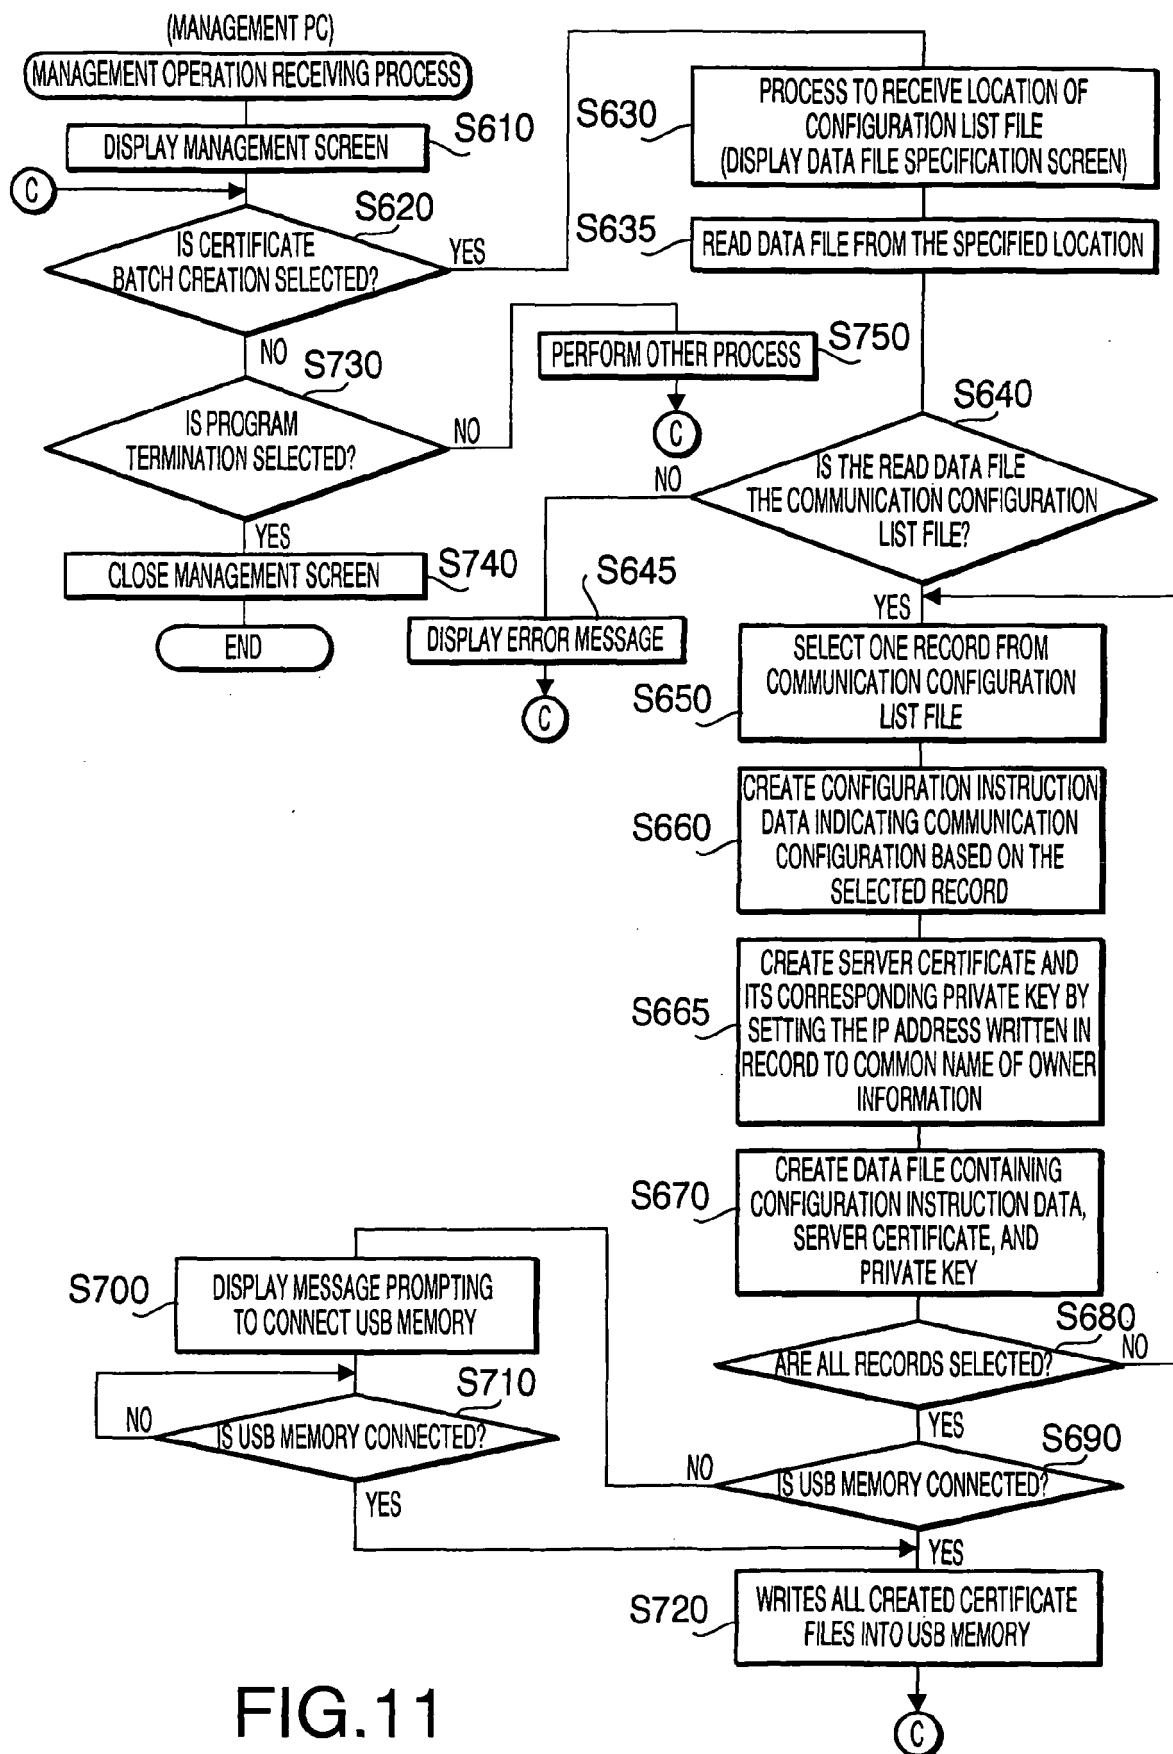 (MANAGEMENT PC)
MANAGEMENT OPERATION RECEIVING PROCESS
DISPLAY MANAGEMENT SCREEN
S610
C
S620
IS CERTIFICATE
BATCH CREATION SELECTED?
YES
NO
S730
IS PROGRAM
TERMINATION SELECTED?
NO
YES
CLOSE MANAGEMENT SCREEN
S740
END
PERFORM OTHER PROCESS
S750
C
S630
PROCESS TO RECEIVE LOCATION OF
CONFIGURATION LIST FILE
(DISPLAY DATA FILE SPECIFICATION SCREEN)
S635
READ DATA FILE FROM THE SPECIFIED LOCATION
S640
IS THE READ DATA FILE
THE COMMUNICATION CONFIGURATION
LIST FILE?
NO
YES
S645
DISPLAY ERROR MESSAGE
C
S650
SELECT ONE RECORD FROM
COMMUNICATION CONFIGURATION
LIST FILE
S660
CREATE CONFIGURATION INSTRUCTION
DATA INDICATING COMMUNICATION
CONFIGURATION BASED ON THE
SELECTED RECORD
S665
CREATE SERVER CERTIFICATE AND
ITS CORRESPONDING PRIVATE KEY BY
SETTING THE IP ADDRESS WRITTEN IN
RECORD TO COMMON NAME OF OWNER
INFORMATION
S670
CREATE DATA FILE CONTAINING
CONFIGURATION INSTRUCTION DATA,
SERVER CERTIFICATE, AND
PRIVATE KEY
S680
ARE ALL RECORDS SELECTED?
NO
YES
S690
IS USB MEMORY CONNECTED?
NO
YES
S700
DISPLAY MESSAGE PROMPTING
TO CONNECT USB MEMORY
S710
IS USB MEMORY CONNECTED?
NO
YES
S720
WRITES ALL CREATED CERTIFICATE
FILES INTO USB MEMORY
C
FIG.11